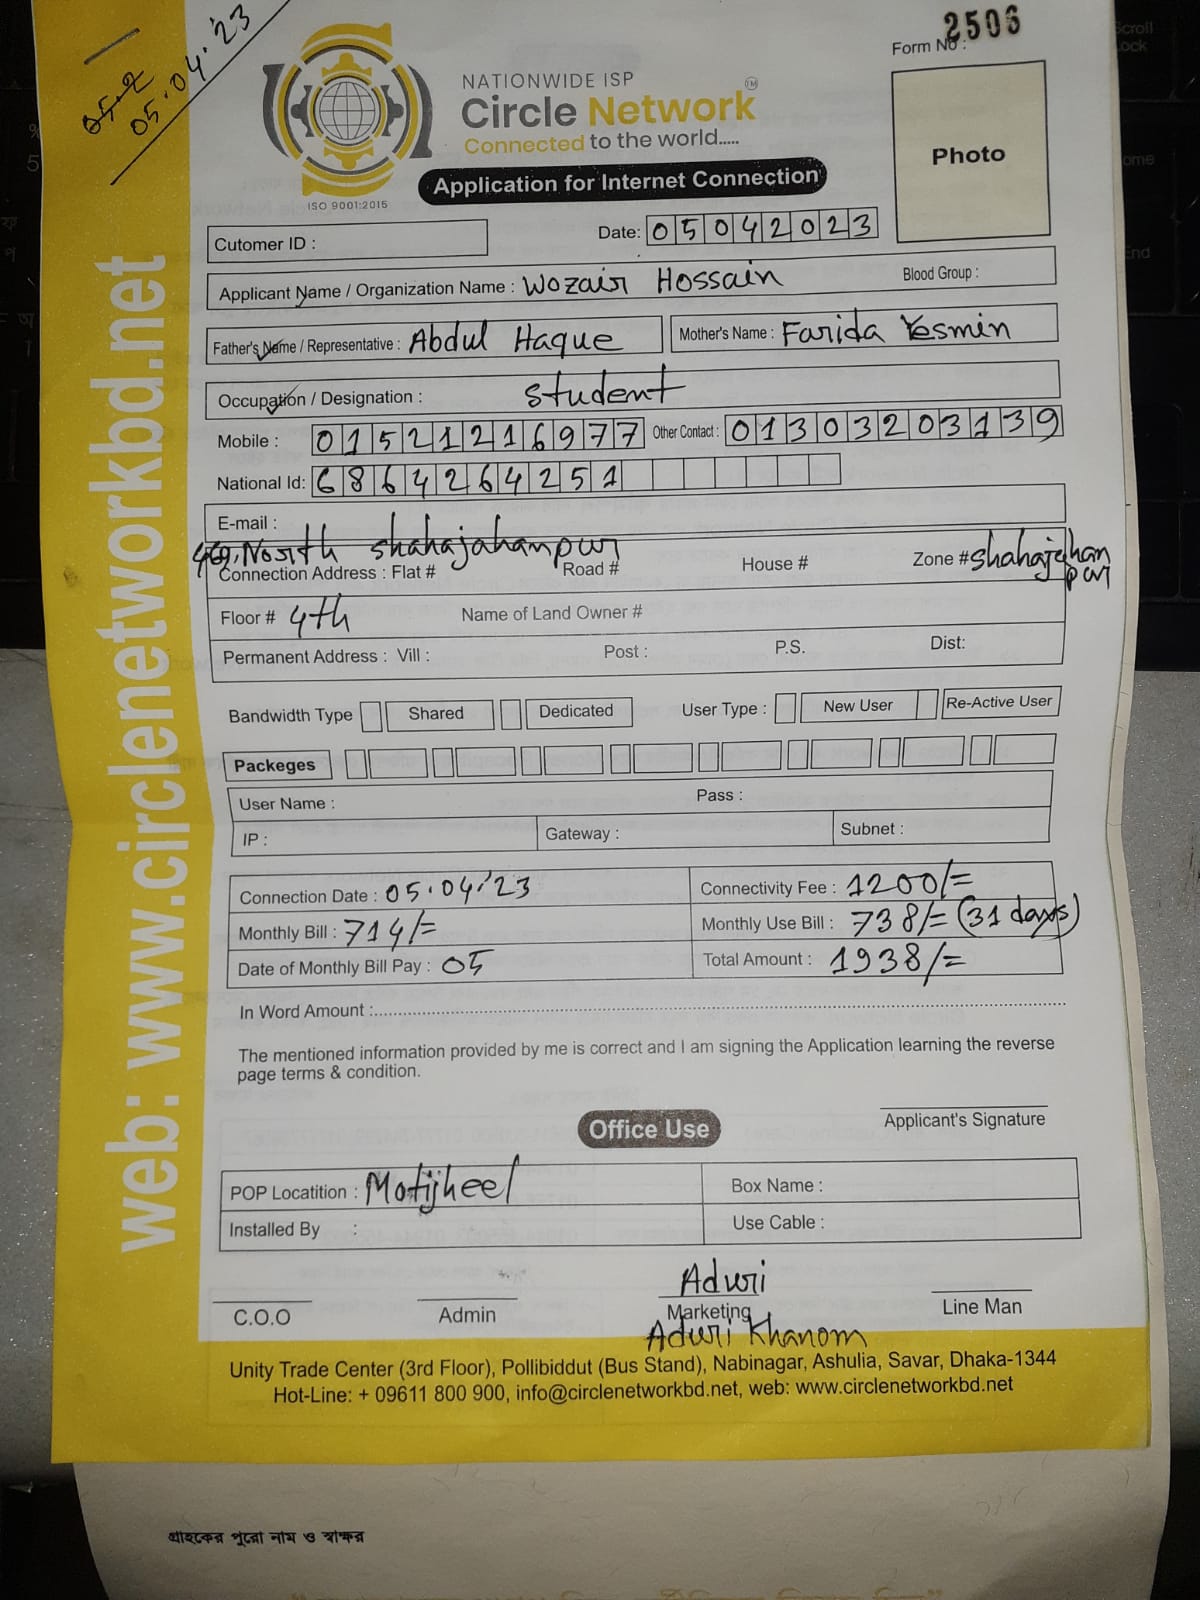 05.2
05.04.'23
Form No : 2506
NATIONWIDE ISP
Circle Network TM
Connected to the world.....
ISO 9001:2015
Application for Internet Connection
Photo
Cutomer ID :
Date: 05042023
Applicant Name / Organization Name : Wozair Hossain Blood Group :
Father's Name / Representative : Abdul Haque Mother's Name : Farida Yesmin
Occupation / Designation : Student
Mobile : 01521216977 Other Contact : 01303203139
National Id: 6864264251
E-mail :
North shahajahanpur
Connection Address : Flat # Road # House # Zone # shahajahan
pur
Floor # 4th Name of Land Owner #
Permanent Address : Vill : Post : P.S. Dist:
Bandwidth Type Shared Dedicated User Type : New User Re-Active User
Packeges
User Name : Pass :
IP : Gateway : Subnet :
Connection Date : 05.04.'23 Connectivity Fee : 1200/=
Monthly Bill : 714/= Monthly Use Bill : 738/= (31 days)
Date of Monthly Bill Pay : 05 Total Amount : 1938/=
In Word Amount :
The mentioned information provided by me is correct and I am signing the Application learning the reverse
page terms & condition.
Applicant's Signature
Office Use
POP Locatition : Motijheel Box Name :
Installed By : Use Cable :
Aduri
C.O.O Admin Marketing Line Man
Aduri Khanom
Unity Trade Center (3rd Floor), Pollibiddut (Bus Stand), Nabinagar, Ashulia, Savar, Dhaka-1344
Hot-Line: + 09611 800 900, info@circlenetworkbd.net, web: www.circlenetworkbd.net
web: www.circlenetworkbd.net
গ্রাহকের পুরো নাম ও স্বাক্ষর